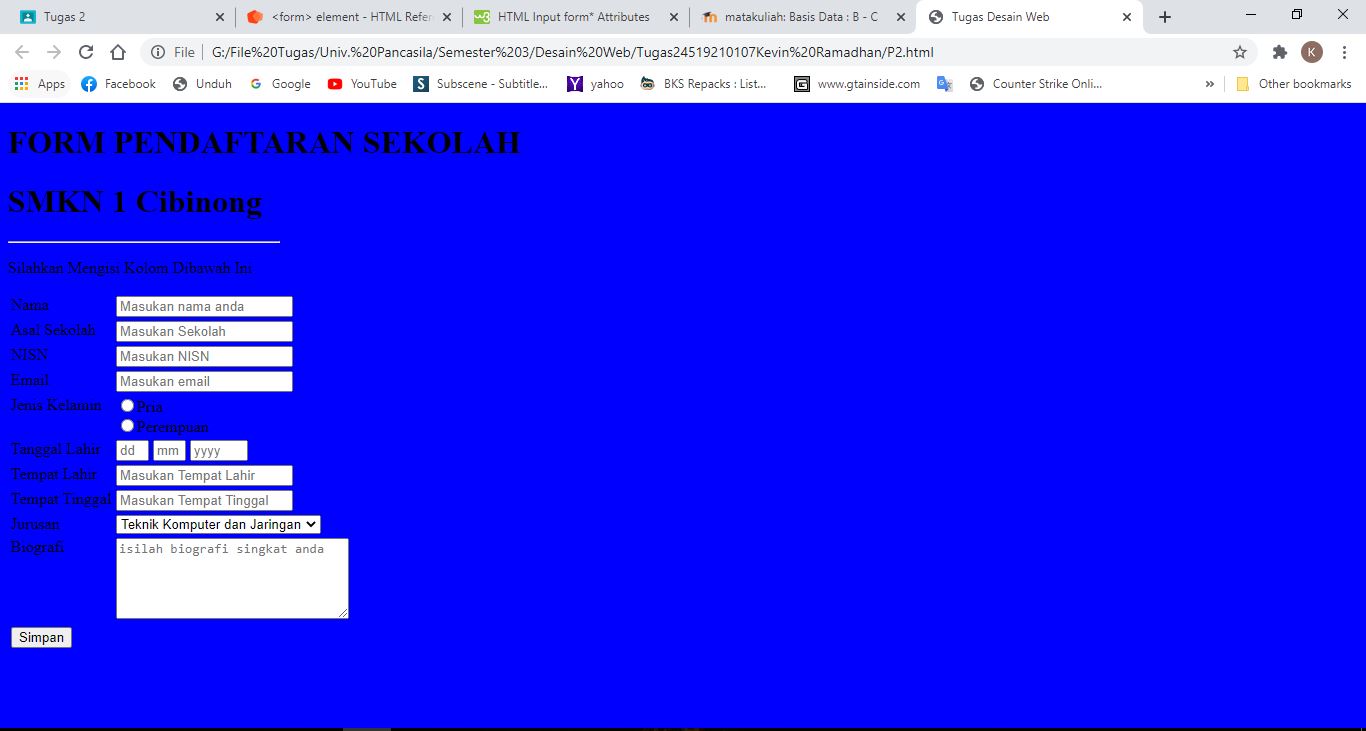 Tugas 2
<form> element - HTML Refer
HTML Input form* Attributes
matakuliah: Basis Data : B - C
Tugas Desain Web
File
G:/File%20Tugas/Univ.%20Pancasila/Semester%203/Desain%20Web/Tugas24519210107Kevin%20Ramadhan/P2.html
K
Apps
Facebook
Unduh
Google
YouTube
Subscene - Subtitle...
yahoo
BKS Repacks : List...
www.gtainside.com
Counter Strike Onli...
Other bookmarks
FORM PENDAFTARAN SEKOLAH
SMKN 1 Cibinong
Silahkan Mengisi Kolom Dibawah Ini
Nama Masukan nama anda
Asal Sekolah Masukan Sekolah
NISN Masukan NISN
Email Masukan email
Jenis Kelamin Pria
Perempuan
Tanggal Lahir dd mm yyyy
Tempat Lahir Masukan Tempat Lahir
Tempat Tinggal Masukan Tempat Tinggal
Jurusan Teknik Komputer dan Jaringan
Biografi isilah biografi singkat anda
Simpan